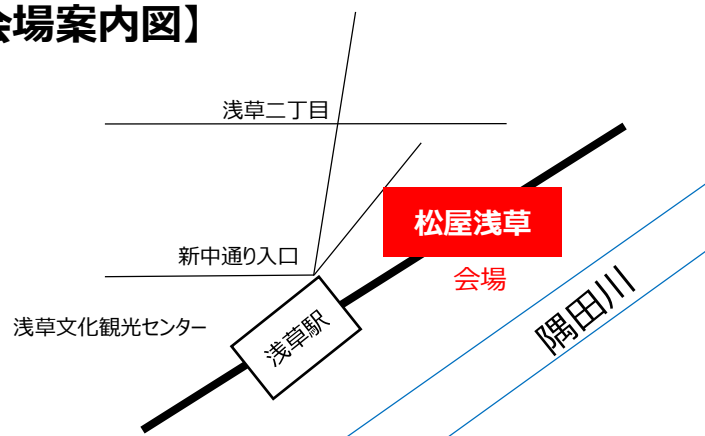 会場案内図】
浅草二丁目
松屋浅草
新中通り入口
会場
浅草文化観光センター
浅草駅
隅田川